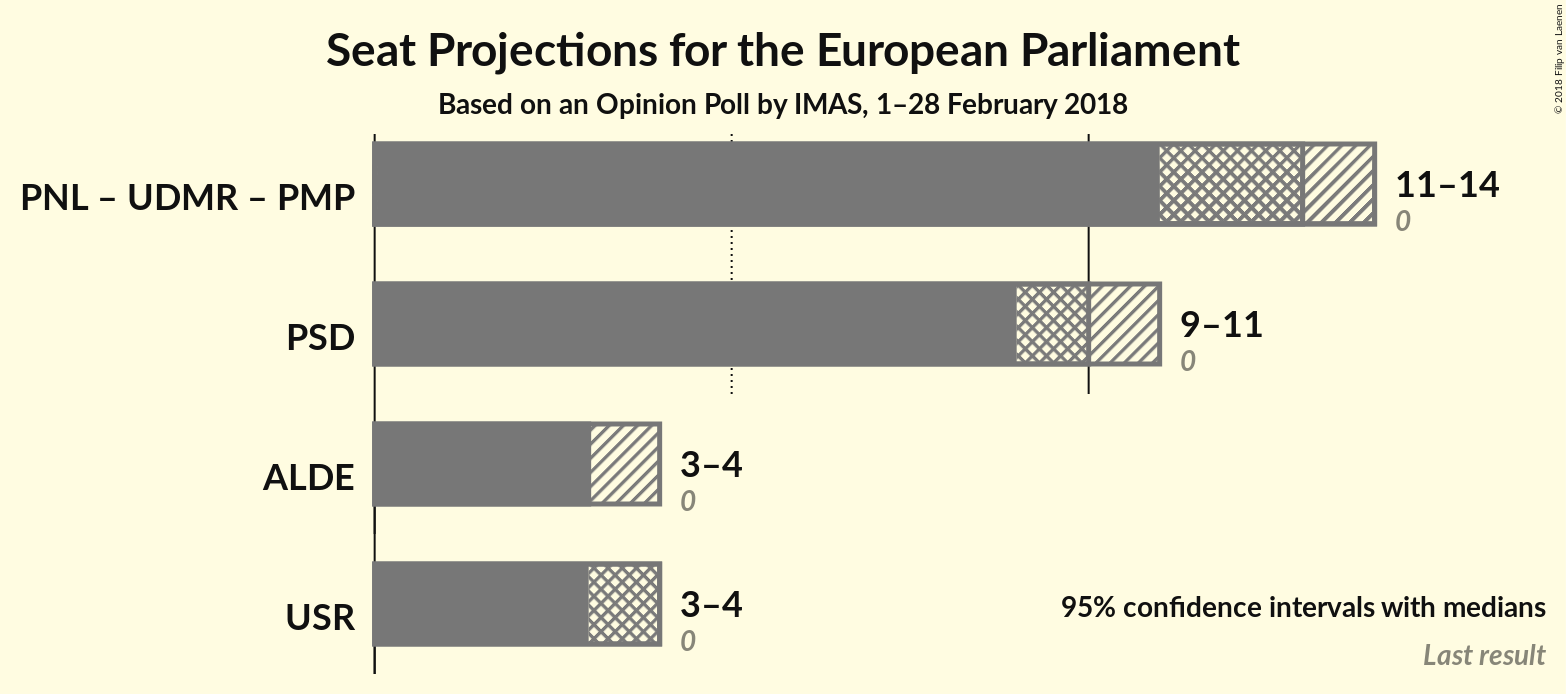 Seat Projections for the European Parliament
Based on an Opinion Poll by IMAS, 1–28 February 2018
© 2018 Filip van Laenen
PNL – UDMR – PMP
11–14
0
PSD
9–11
0
ALDE
3–4
0
USR
3–4
0
95% confidence intervals with medians
Last result